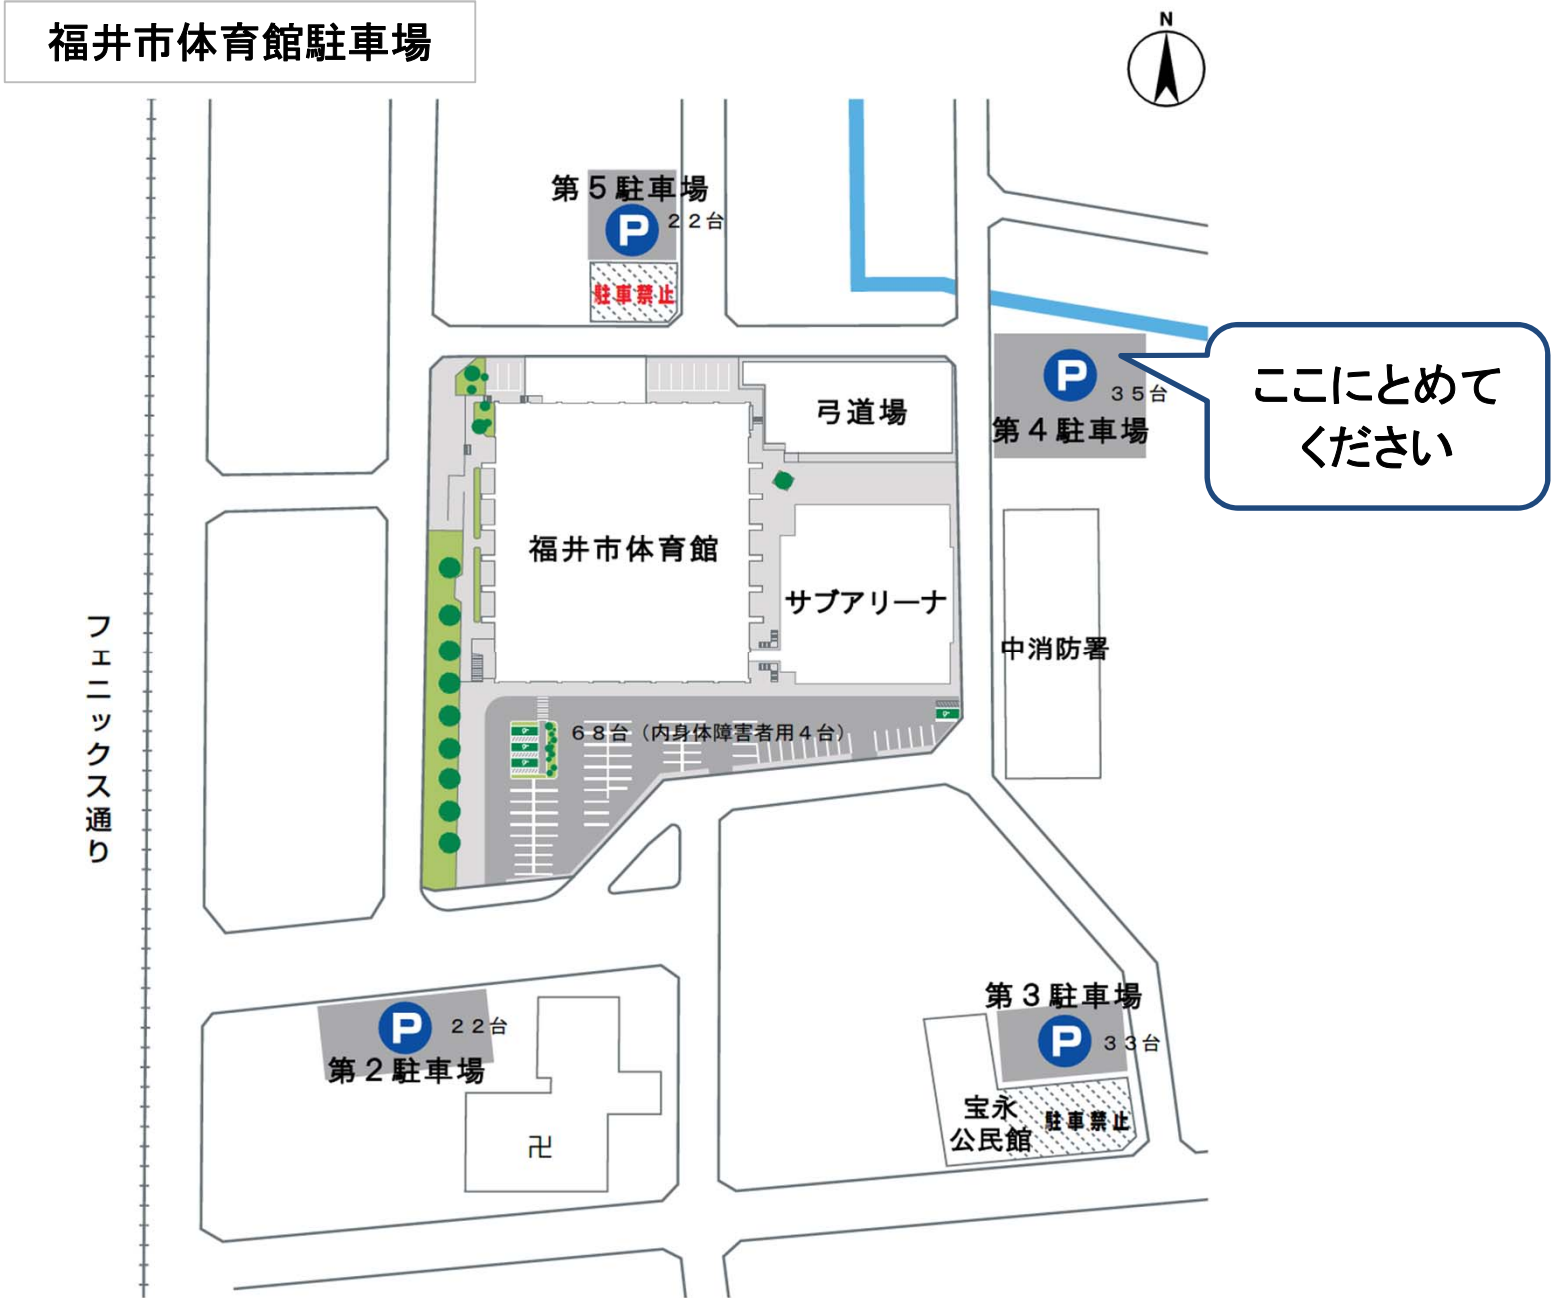 福井市体育館駐車場
N
第5駐車場
P
22台
駐車禁止
P
35台
第4駐車場
ここにとめて
ください
弓道場
福井市体育館
サブアリーナ
中消防署
68台（内身体障害者用4台）
フェニックス通り
第3駐車場
P
33台
P
22台
第2駐車場
宝永
公民館
駐車禁止
卍